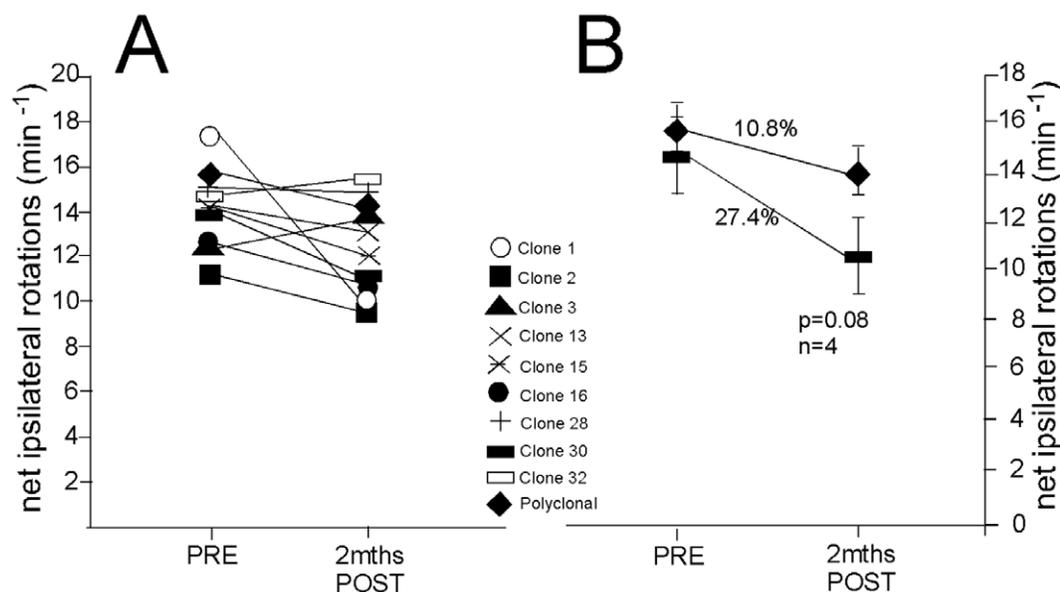 A
net ipsilateral rotations (min -1)
20
18
16
14
12
10
8
6
4
2
PRE
2mths
POST
Clone 1
Clone 2
Clone 3
Clone 13
Clone 15
Clone 16
Clone 28
Clone 30
Clone 32
Polyclonal
B
10.8%
27.4%
p=0.08
n=4
PRE
2mths
POST
18
16
14
12
10
8
6
4
2
0
net ipsilateral rotations (min -1)